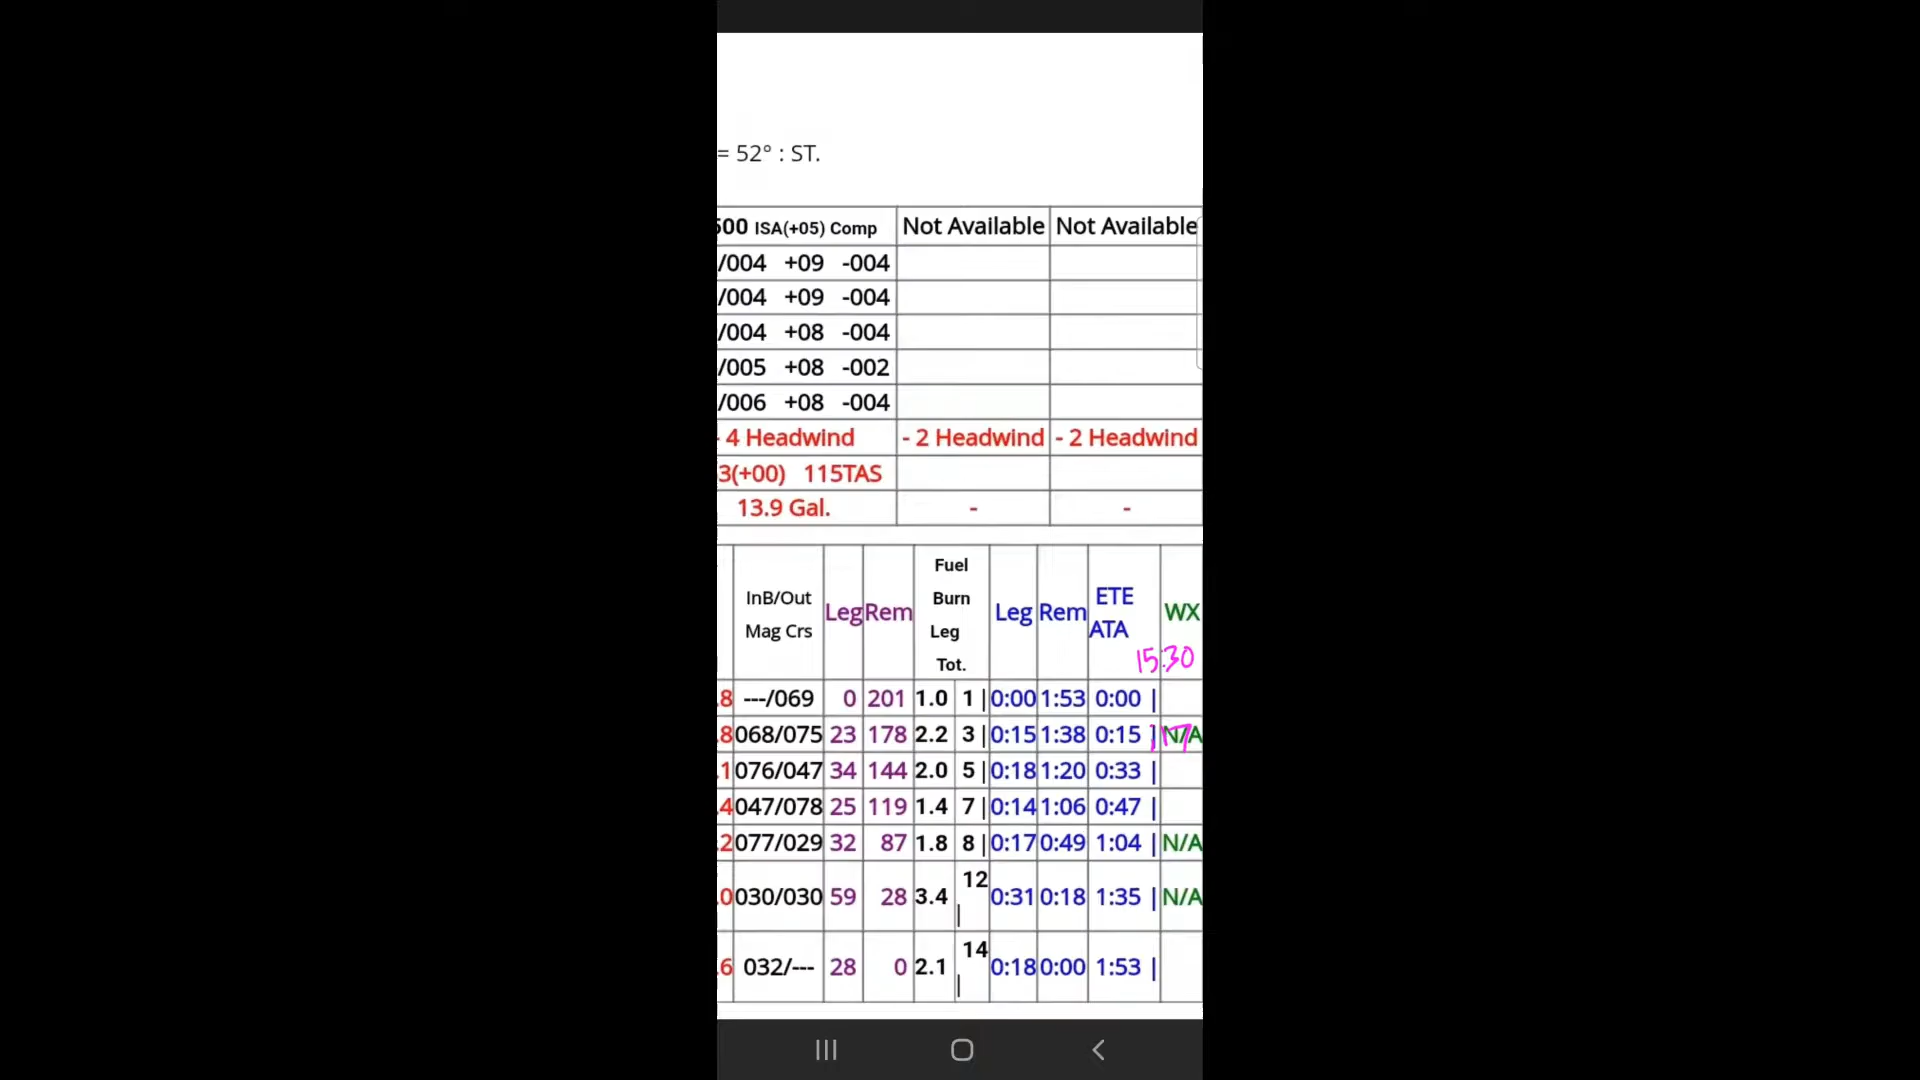 = 52° : ST.
500 ISA(+05) Comp Not Available Not Available
/004 +09 -004
/004 +09 -004
/004 +08 -004
/005 +08 -002
/006 +08 -004
- 4 Headwind - 2 Headwind - 2 Headwind
3(+00) 115TAS
13.9 Gal. - -
InB/Out Mag Crs Leg Rem Fuel Burn Leg Tot. Leg Rem ETE ATA WX
15:30
.8 ---/069 0 201 1.0 1 | 0:00 1:53 0:00 |
.8 068/075 23 178 2.2 3 | 0:15 1:38 0:15 | N/A
:17
.1 076/047 34 144 2.0 5 | 0:18 1:20 0:33 |
.4 047/078 25 119 1.4 7 | 0:14 1:06 0:47 |
.2 077/029 32 87 1.8 8 | 0:17 0:49 1:04 | N/A
.0 030/030 59 28 3.4 12 | 0:31 0:18 1:35 | N/A
.6 032/--- 28 0 2.1 14 | 0:18 0:00 1:53 |